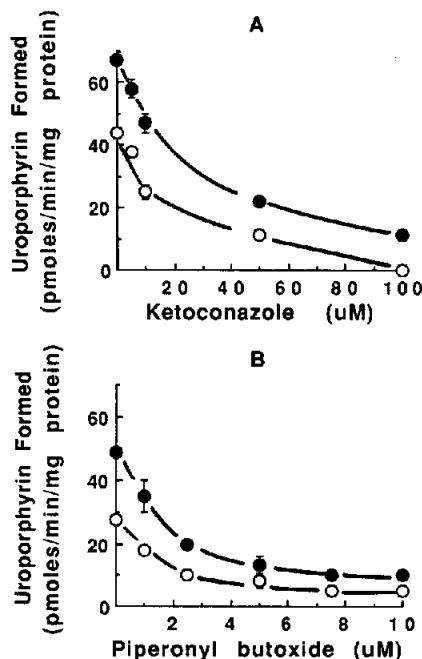 A
Uroporphyrin Formed
(pmoles/min/mg protein)
60
40
20
0
20 40 60 80 100
Ketoconazole (uM)
B
Uroporphyrin Formed
(pmoles/min/mg protein)
60
40
20
0
2 4 6 8 10
Piperonyl butoxide (uM)